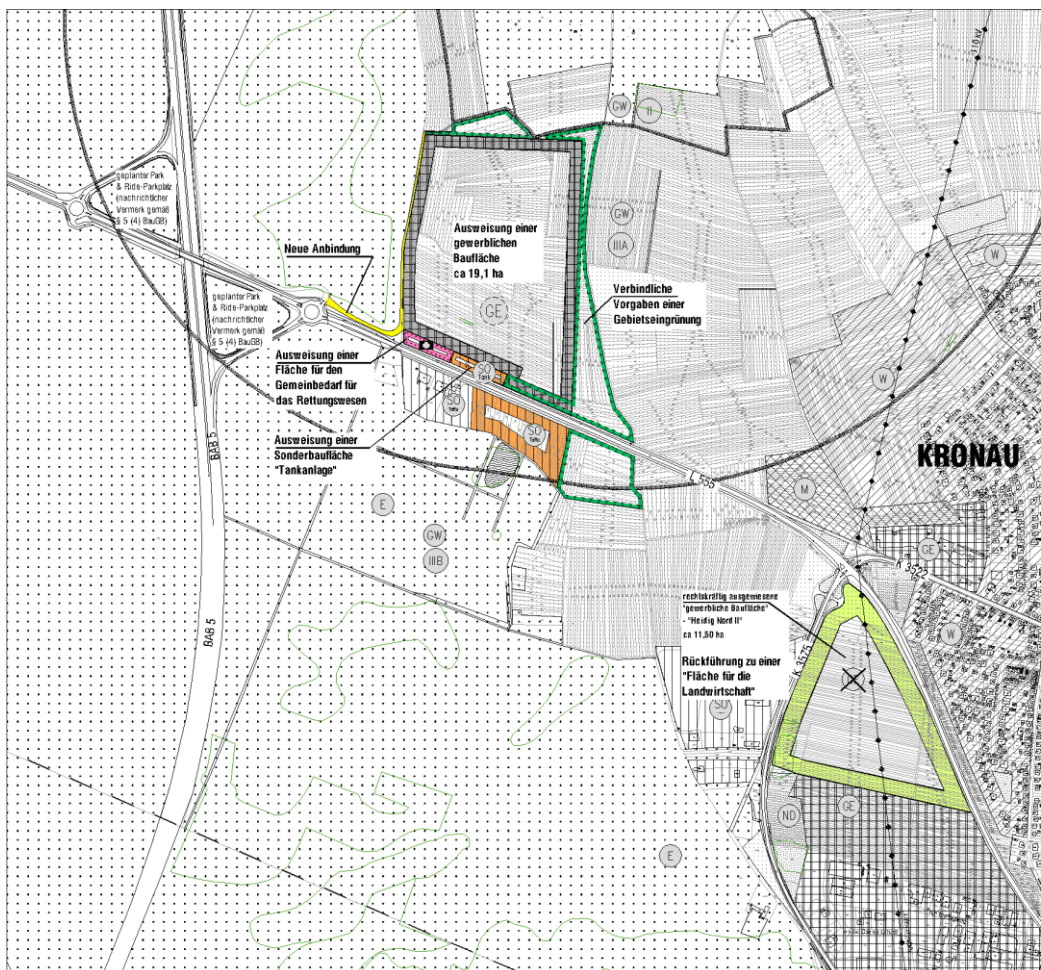 110 kV
GW
II
geplanter Park
& Ride-Parkplatz
(nachrichtlicher
Vermerk gemäß
§ 5 (4) BauGB)
Ausweisung einer
gewerblichen
Baufläche
ca 19,1 ha
GW
IIIA
W
Neue Anbindung
geplanter Park
& Ride-Parkplatz
(nachrichtlicher
Vermerk gemäß
§ 5 (4) BauGB)
Verbindliche
Vorgaben einer
Gebietseingrünung
GE
Ausweisung einer
Fläche für den
Gemeinbedarf für
das Rettungswesen
SO
Tank
W
SO
TaRa
SO
TaRa
Ausweisung einer
Sonderbaufläche
"Tankanlage"
BAB 5
L 555
KRONAU
M
E
GW
IIIB
GE
K 3522
rechtskräftig ausgewiesene
"gewerbliche Baufläche"
- "Heidig Nord II"
ca 11,50 ha
BAB 5
W
K 3575
Rückführung zu einer
"Fläche für die
Landwirtschaft"
SO
ND
GE
E